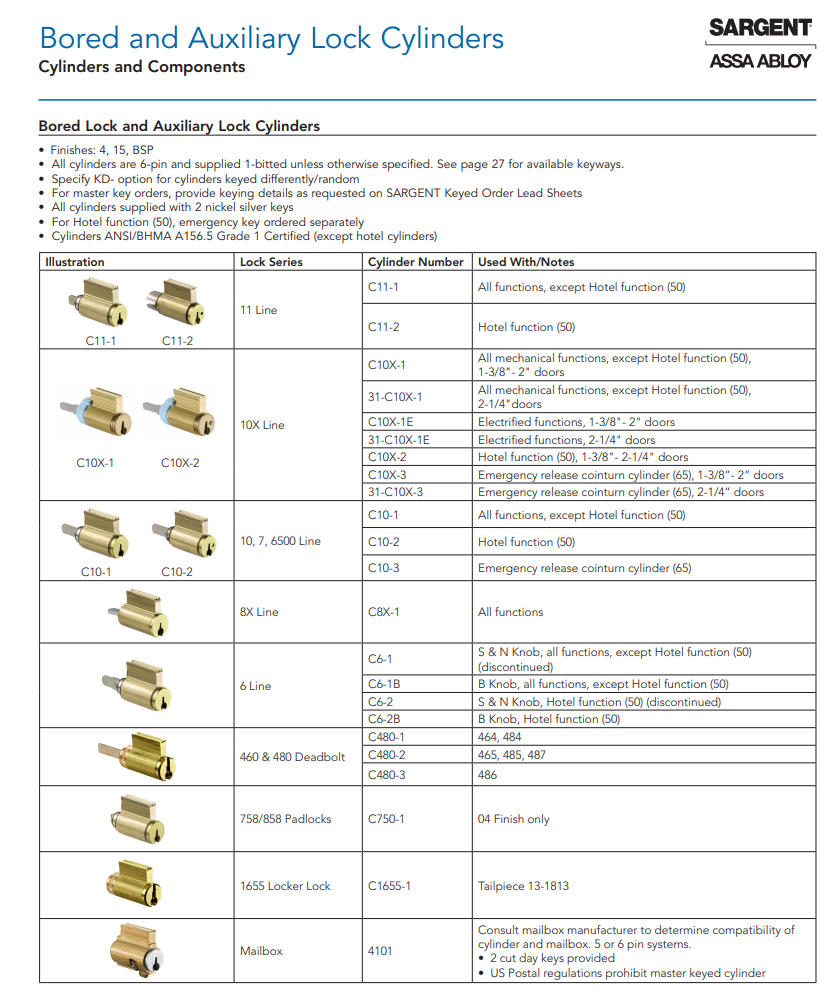 Bored and Auxiliary Lock Cylinders
Cylinders and Components
SARGENT
ASSA ABLOY
Bored Lock and Auxiliary Lock Cylinders
• Finishes: 4, 15, BSP
• All cylinders are 6-pin and supplied 1-bitted unless otherwise specified. See page 27 for available keyways.
• Specify KD- option for cylinders keyed differently/random
• For master key orders, provide keying details as requested on SARGENT Keyed Order Lead Sheets
• All cylinders supplied with 2 nickel silver keys
• For Hotel function (50), emergency key ordered separately
• Cylinders ANSI/BHMA A156.5 Grade 1 Certified (except hotel cylinders)
Illustration Lock Series Cylinder Number Used With/Notes
C11-1 C11-2
11 Line
C11-1 All functions, except Hotel function (50)
C11-2 Hotel function (50)
C10X-1 C10X-2
10X Line
C10X-1 All mechanical functions, except Hotel function (50),
1-3/8"- 2" doors
31-C10X-1 All mechanical functions, except Hotel function (50),
2-1/4"doors
C10X-1E Electrified functions, 1-3/8"- 2" doors
31-C10X-1E Electrified functions, 2-1/4" doors
C10X-2 Hotel function (50), 1-3/8"- 2-1/4" doors
C10X-3 Emergency release cointurn cylinder (65), 1-3/8”- 2” doors
31-C10X-3 Emergency release cointurn cylinder (65), 2-1/4” doors
C10-1 C10-2
10, 7, 6500 Line
C10-1 All functions, except Hotel function (50)
C10-2 Hotel function (50)
C10-3 Emergency release cointurn cylinder (65)
8X Line C8X-1 All functions
6 Line
C6-1 S & N Knob, all functions, except Hotel function (50)
(discontinued)
C6-1B B Knob, all functions, except Hotel function (50)
C6-2 S & N Knob, Hotel function (50) (discontinued)
C6-2B B Knob, Hotel function (50)
460 & 480 Deadbolt
C480-1 464, 484
C480-2 465, 485, 487
C480-3 486
758/858 Padlocks C750-1 04 Finish only
1655 Locker Lock C1655-1 Tailpiece 13-1813
Mailbox 4101
Consult mailbox manufacturer to determine compatibility of
cylinder and mailbox. 5 or 6 pin systems.
• 2 cut day keys provided
• US Postal regulations prohibit master keyed cylinder